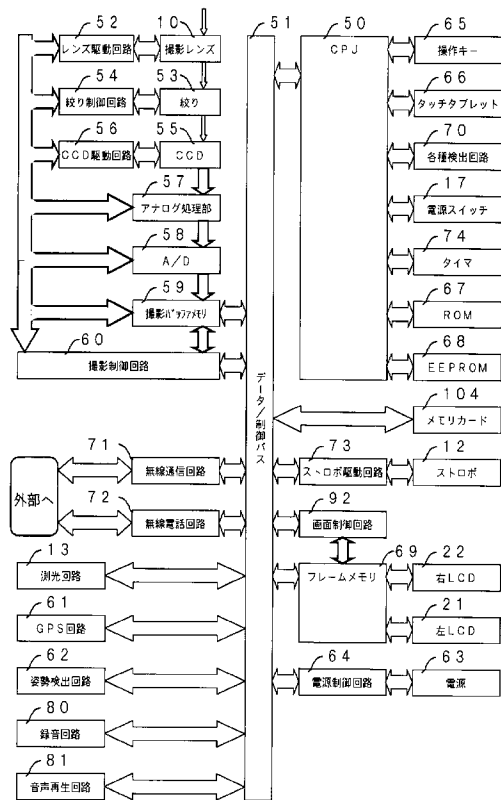 52
レンズ駆動回路
10
撮影レンズ
54
絞り制御回路
53
絞り
56
CCD駆動回路
55
CCD
57
アナログ処理部
58
A/D
59
撮影バッファメモリ
60
撮影制御回路
51
データ/制御バス
50
CPJ
65
操作キー
66
タッチタブレット
70
各種検出回路
17
電源スイッチ
74
タイマ
67
ROM
68
EEPROM
104
メモリカード
外部へ
71
無線通信回路
72
無線電話回路
73
ストロボ駆動回路
12
ストロボ
92
画面制御回路
69
フレームメモリ
22
右LCD
21
左LCD
13
測光回路
61
GPS回路
62
姿勢検出回路
64
電源制御回路
63
電源
80
録音回路
81
音声再生回路